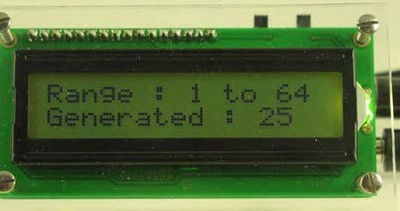 Range : 1 to 64
Generated : 25